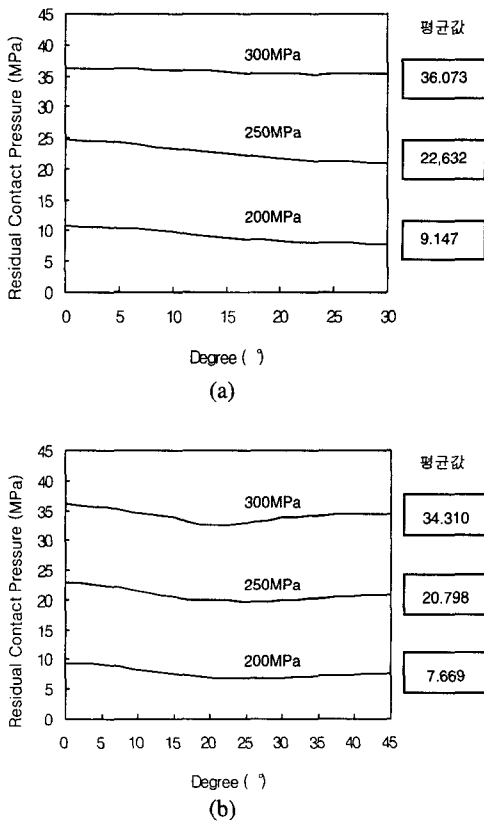 평균값
Residual Contact Pressure (MPa)
45
40
35
30
25
20
15
10
5
0
300MPa
250MPa
200MPa
36.073
22,632
9.147
0 5 10 15 20 25 30
Degree ( °)
(a)
평균값
Residual Contact Pressure (MPa)
45
40
35
30
25
20
15
10
5
0
300MPa
250MPa
200MPa
34.310
20.798
7.669
0 5 10 15 20 25 30 35 40 45
Degree ( °)
(b)